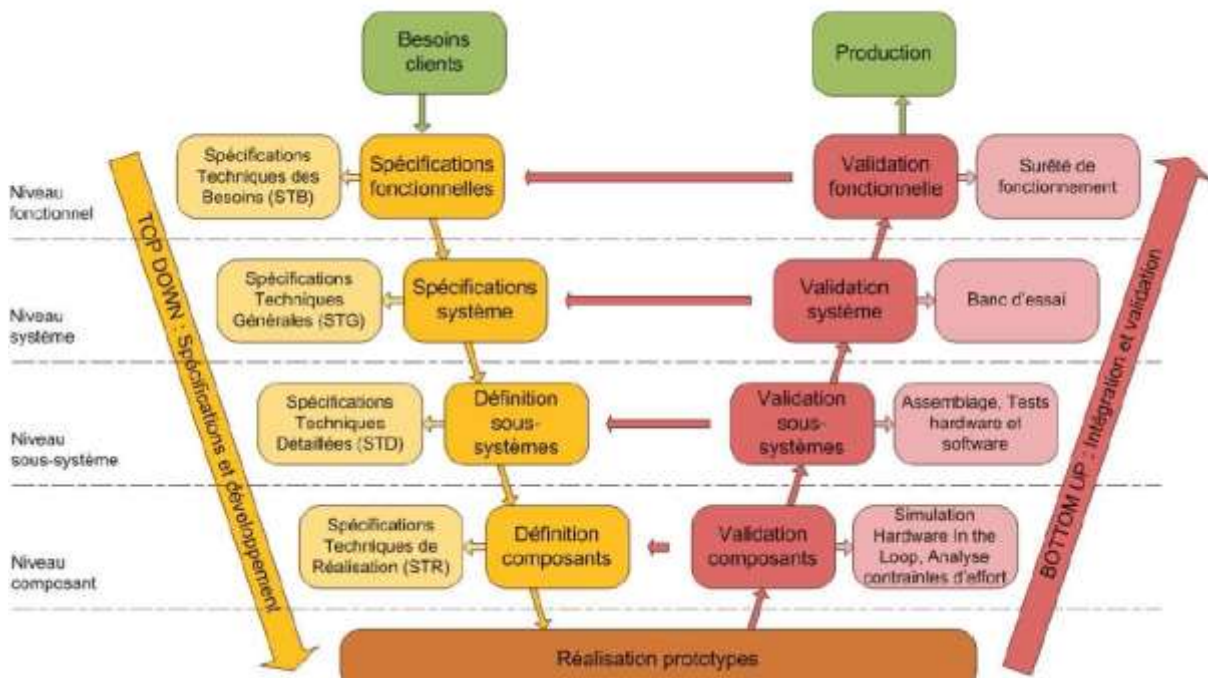 Besoins
clients
Production
Niveau
fonctionnel
Spécifications
Techniques des
Besoins (STB)
Spécifications
fonctionnelles
Validation
fonctionnelle
Surêté de
fonctionnement
Niveau
système
Spécifications
Techniques
Générales (STG)
Spécifications
système
Validation
système
Banc d'essai
Niveau
sous-système
Spécifications
Techniques
Détaillées (STD)
Définition
sous-
systèmes
Validation
sous-
systèmes
Assemblage, Tests
hardware et
software
Niveau
composant
Spécifications
Techniques de
Réalisation (STR)
Définition
composants
Validation
composants
Simulation
Hardware In the
Loop, Analyse
contraintes d'effort
Réalisation prototypes
TOP DOWN : Spécifications et développement
BOTTOM UP : Intégration et validation